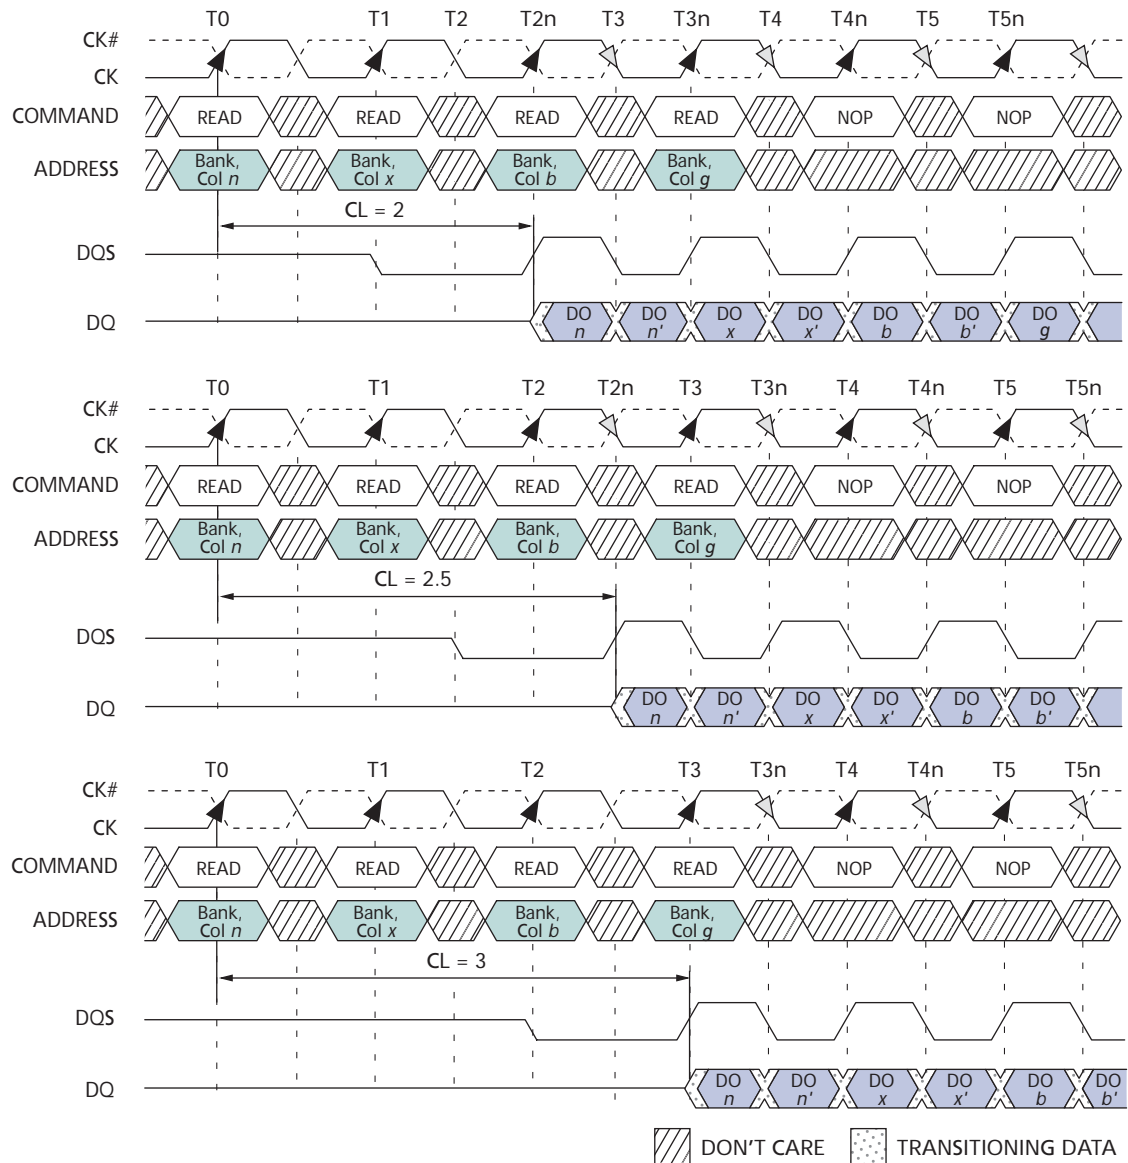 T0 T1 T2 T2n T3 T3n T4 T4n T5 T5n
CK#
CK
COMMAND READ READ READ READ NOP NOP
ADDRESS Bank, Col n Bank, Col x Bank, Col b Bank, Col g
CL = 2
DQS
DQ DO n DO n' DO x DO x' DO b DO b' DO g
T0 T1 T2 T2n T3 T3n T4 T4n T5 T5n
CK#
CK
COMMAND READ READ READ READ NOP NOP
ADDRESS Bank, Col n Bank, Col x Bank, Col b Bank, Col g
CL = 2.5
DQS
DQ DO n DO n' DO x DO x' DO b DO b'
T0 T1 T2 T3 T3n T4 T4n T5 T5n
CK#
CK
COMMAND READ READ READ READ NOP NOP
ADDRESS Bank, Col n Bank, Col x Bank, Col b Bank, Col g
CL = 3
DQS
DQ DO n DO n' DO x DO x' DO b DO b'
DON'T CARE TRANSITIONING DATA